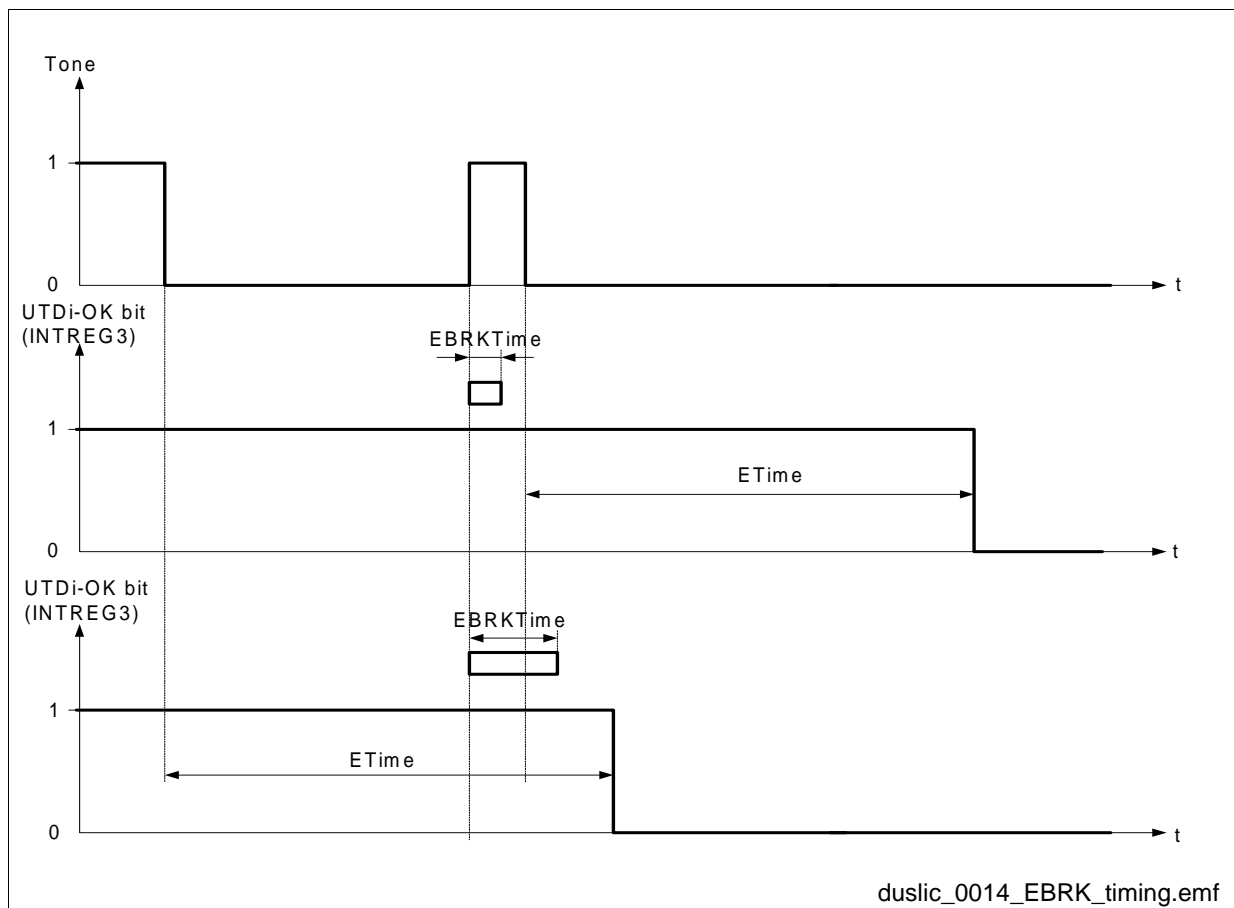 Tone
1
0
t
UTDi-OK bit
(INTREG3)
EBRKTime
1
ETime
0
t
UTDi-OK bit
(INTREG3)
EBRKTime
1
ETime
0
t
duslic_0014_EBRK_timing.emf